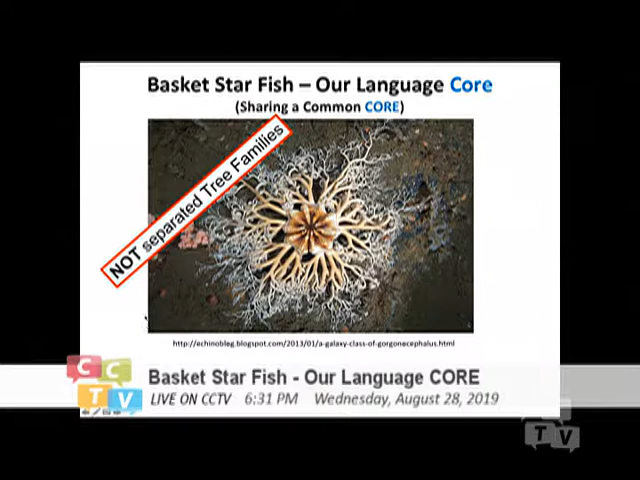 Basket Star Fish – Our Language Core
(Sharing a Common CORE)
NOT separated Tree Families
http://echinoblog.blogspot.com/2013/01/a-galaxy-class-of-gorgonecephalus.html
CCTV
Basket Star Fish - Our Language CORE
LIVE ON CCTV 6:31 PM Wednesday, August 28, 2019
TV